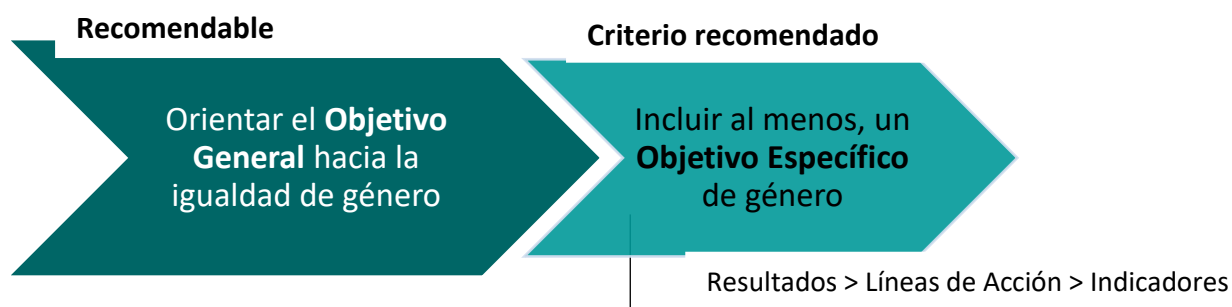 Recomendable
Criterio recomendado
Orientar el Objetivo
General hacia la
igualdad de género
Incluir al menos, un
Objetivo Específico
de género
Resultados > Líneas de Acción > Indicadores